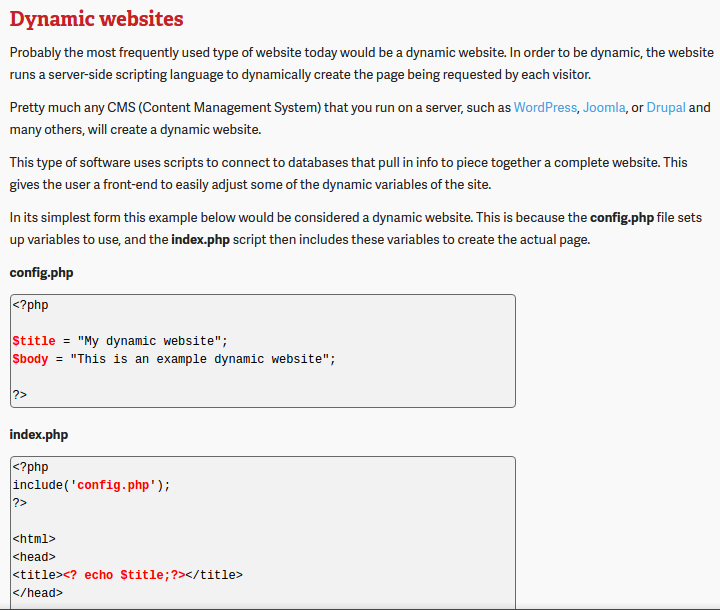 Dynamic websites
Probably the most frequently used type of website today would be a dynamic website. In order to be dynamic, the website
runs a server-side scripting language to dynamically create the page being requested by each visitor.
Pretty much any CMS (Content Management System) that you run on a server, such as WordPress, Joomla, or Drupal and
many others, will create a dynamic website.
This type of software uses scripts to connect to databases that pull in info to piece together a complete website. This
gives the user a front-end to easily adjust some of the dynamic variables of the site.
In its simplest form this example below would be considered a dynamic website. This is because the config.php file sets
up variables to use, and the index.php script then includes these variables to create the actual page.
config.php
<?php
$title = "My dynamic website";
$body = "This is an example dynamic website";
?>
index.php
<?php
include('config.php');
?>
<html>
<head>
<title><? echo $title;?></title>
</head>